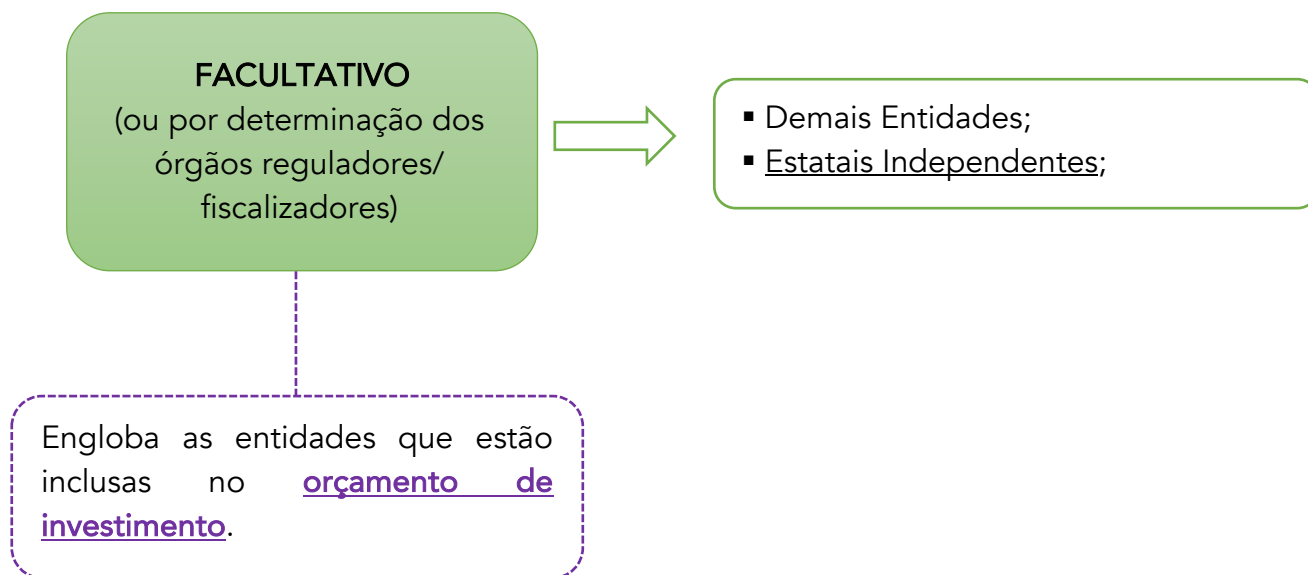 FACULTATIVO
(ou por determinação dos
órgãos reguladores/
fiscalizadores)
▪ Demais Entidades;
▪ Estatais Independentes;
Engloba as entidades que estão
inclusas no orçamento de
investimento.